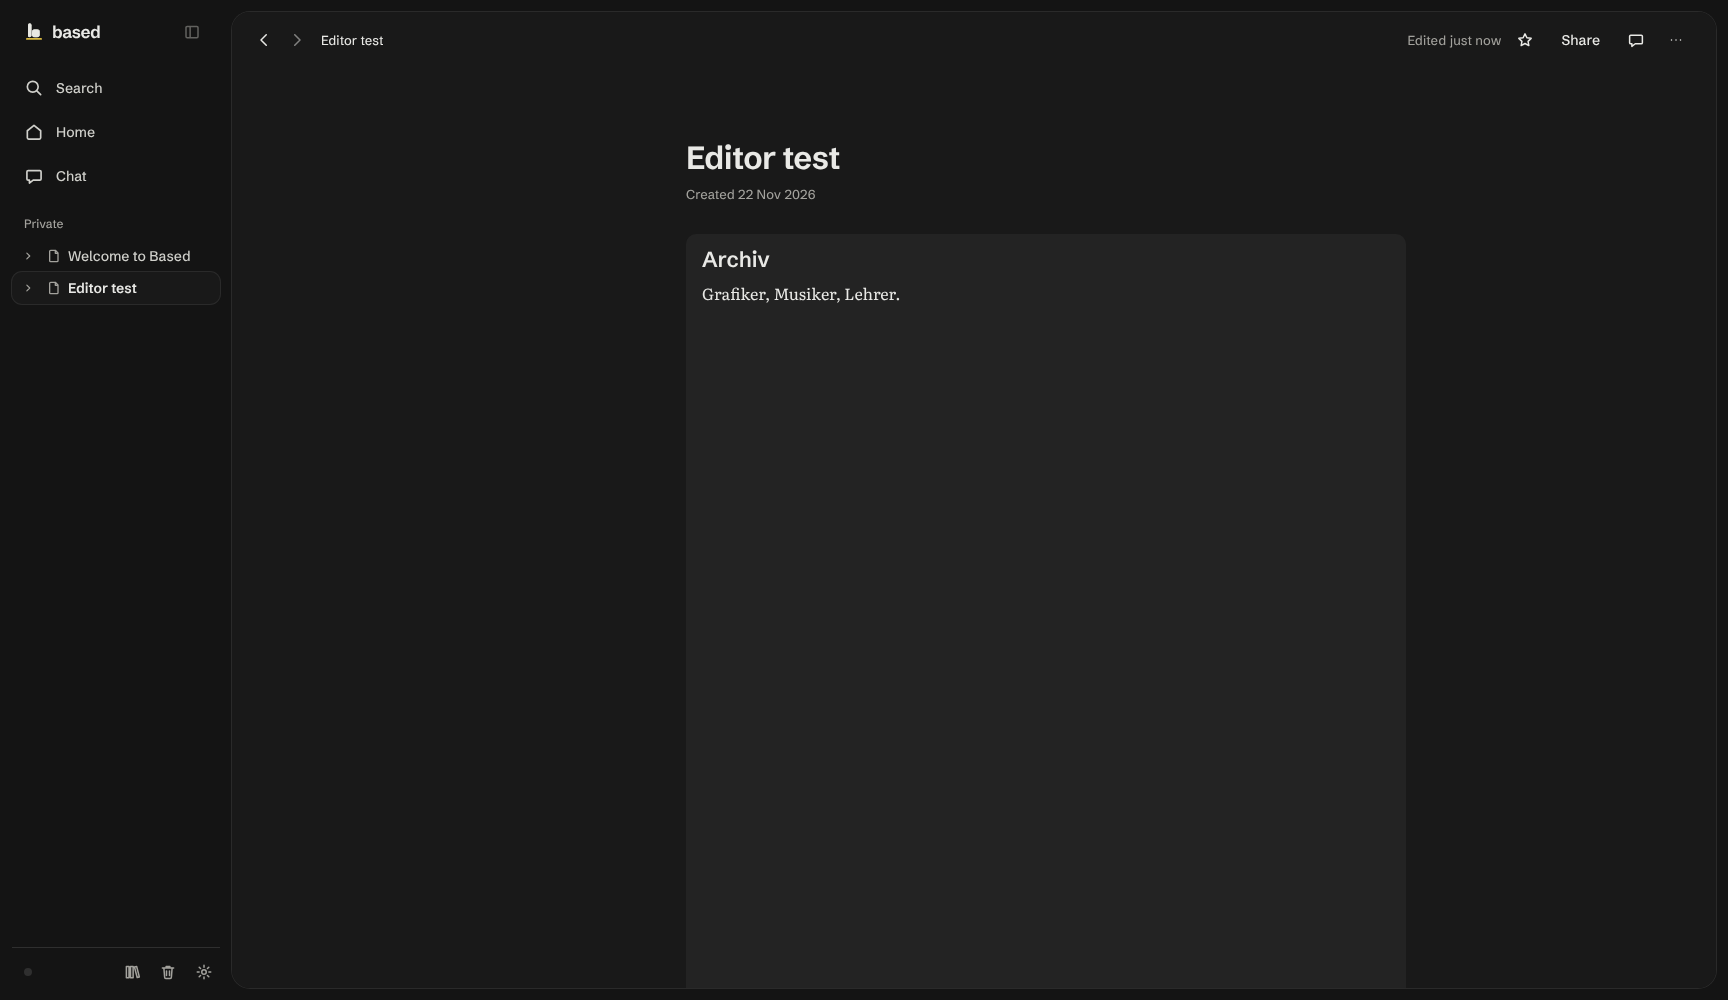 based
Search
Home
Chat
Private
Welcome to Based
Editor test
Editor test
Edited just now
Share
Editor test
Created 22 Nov 2026
Archiv
Grafiker, Musiker, Lehrer.